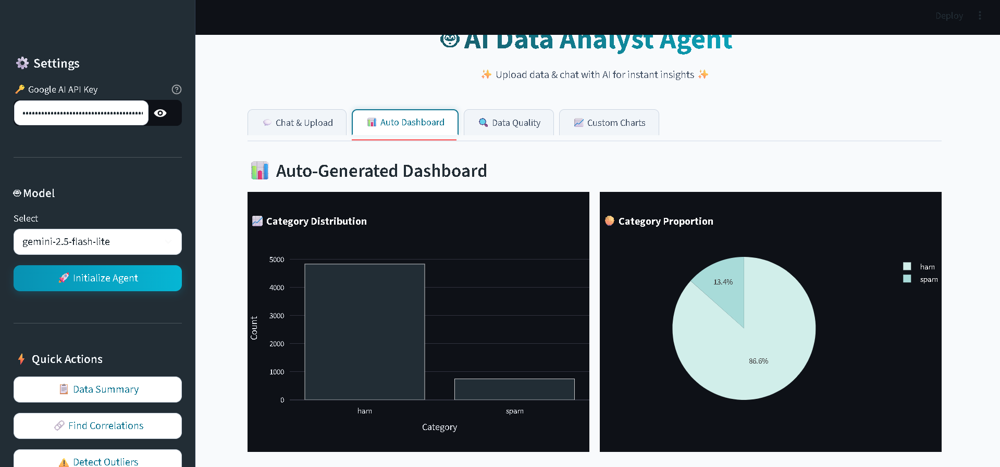 Deploy
Settings
Google AI API Key
Model
Select
gemini-2.5-flash-lite
Initialize Agent
Quick Actions
Data Summary
Find Correlations
Detect Outliers
AI Data Analyst Agent
✨ Upload data & chat with AI for instant insights ✨
Chat & Upload
Auto Dashboard
Data Quality
Custom Charts
Auto-Generated Dashboard
Category Distribution
5000
4000
3000
2000
1000
0
Count
ham
spam
Category
Category Proportion
13.4%
86.6%
ham
spam